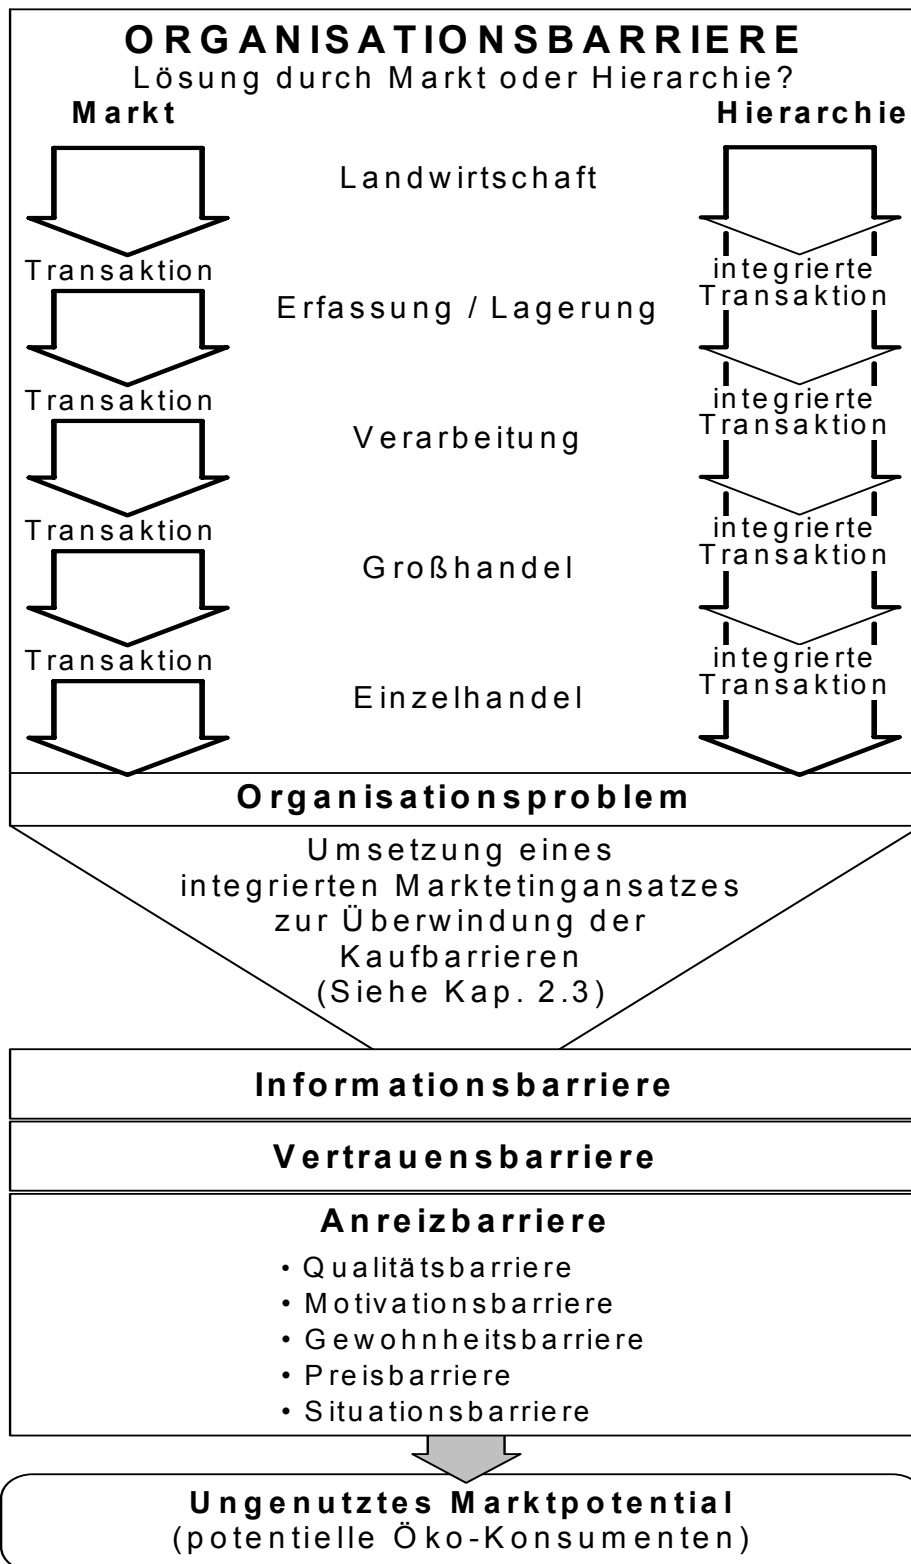 ORGANISATIONSBARRIERE
Lösung durch Markt oder Hierarchie?
Markt
Hierarchie
Landwirtschaft
Transaktion
integrierte
Transaktion
Erfassung / Lagerung
Transaktion
integrierte
Transaktion
Verarbeitung
Transaktion
integrierte
Transaktion
Großhandel
Transaktion
integrierte
Transaktion
Einzelhandel
Organisationsproblem
Umsetzung eines
integrierten Marktetingansatzes
zur Überwindung der
Kaufbarrieren
(Siehe Kap. 2.3)
Informationsbarriere
Vertrauensbarriere
Anreizbarriere
• Qualitätsbarriere
• Motivationsbarriere
• Gewohnheitsbarriere
• Preisbarriere
• Situationsbarriere
Ungenutztes Marktpotential
(potentielle Öko-Konsumenten)